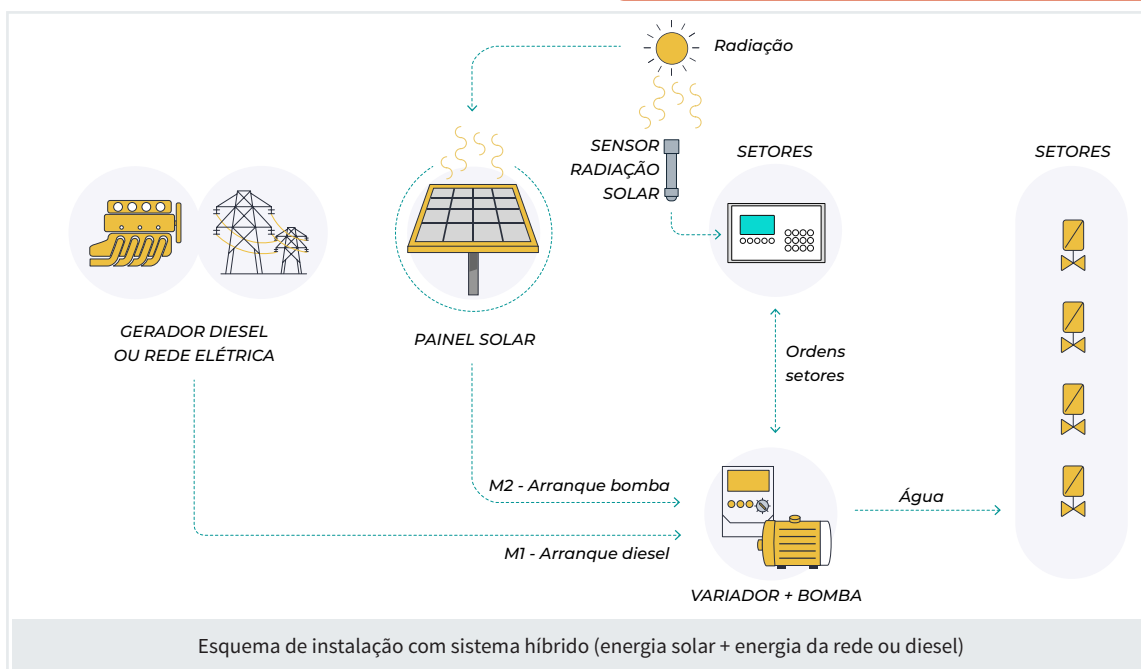 Radiação
SENSOR
RADIAÇÃO
SOLAR
SETORES
SETORES
GERADOR DIESEL
OU REDE ELÉTRICA
PAINEL SOLAR
Ordens
setores
M2 - Arranque bomba
Água
M1 - Arranque diesel
VARIADOR + BOMBA
Esquema de instalação com sistema híbrido (energia solar + energia da rede ou diesel)